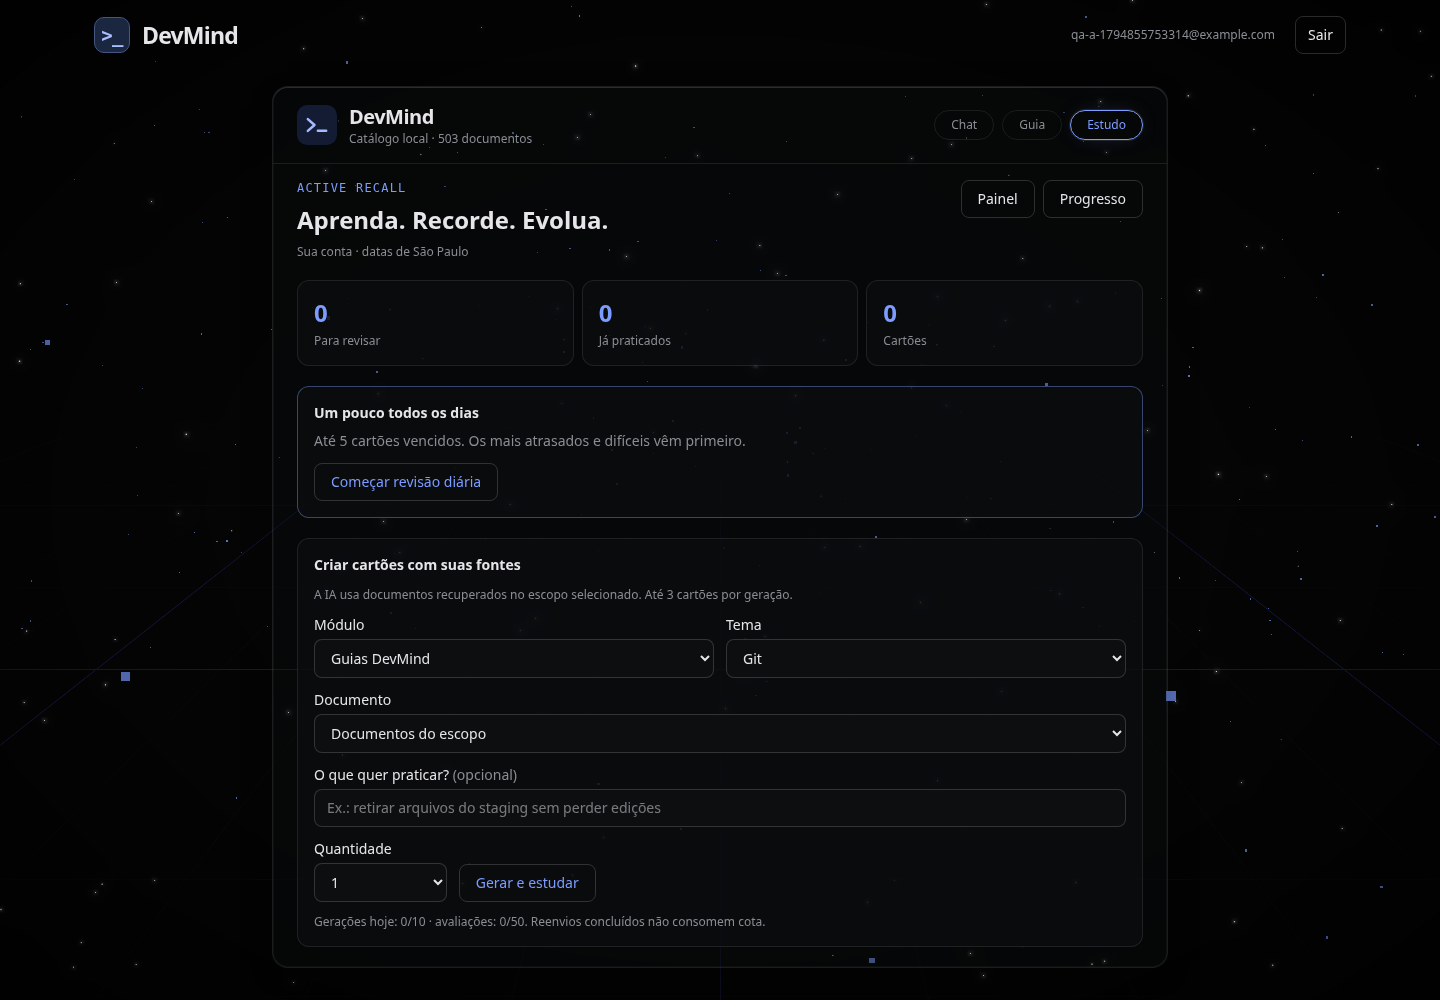 >_ DevMind
qa-a-1794855753314@example.com
Sair
DevMind
Catálogo local · 503 documentos
Chat
Guia
Estudo
ACTIVE RECALL
Aprenda. Recorde. Evolua.
Sua conta · datas de São Paulo
Painel
Progresso
0
Para revisar
0
Já praticados
0
Cartões
Um pouco todos os dias
Até 5 cartões vencidos. Os mais atrasados e difíceis vêm primeiro.
Começar revisão diária
Criar cartões com suas fontes
A IA usa documentos recuperados no escopo selecionado. Até 3 cartões por geração.
Módulo
Guias DevMind
Tema
Git
Documento
Documentos do escopo
O que quer praticar? (opcional)
Ex.: retirar arquivos do staging sem perder edições
Quantidade
1
Gerar e estudar
Gerações hoje: 0/10 · avaliações: 0/50. Reenvios concluídos não consomem cota.